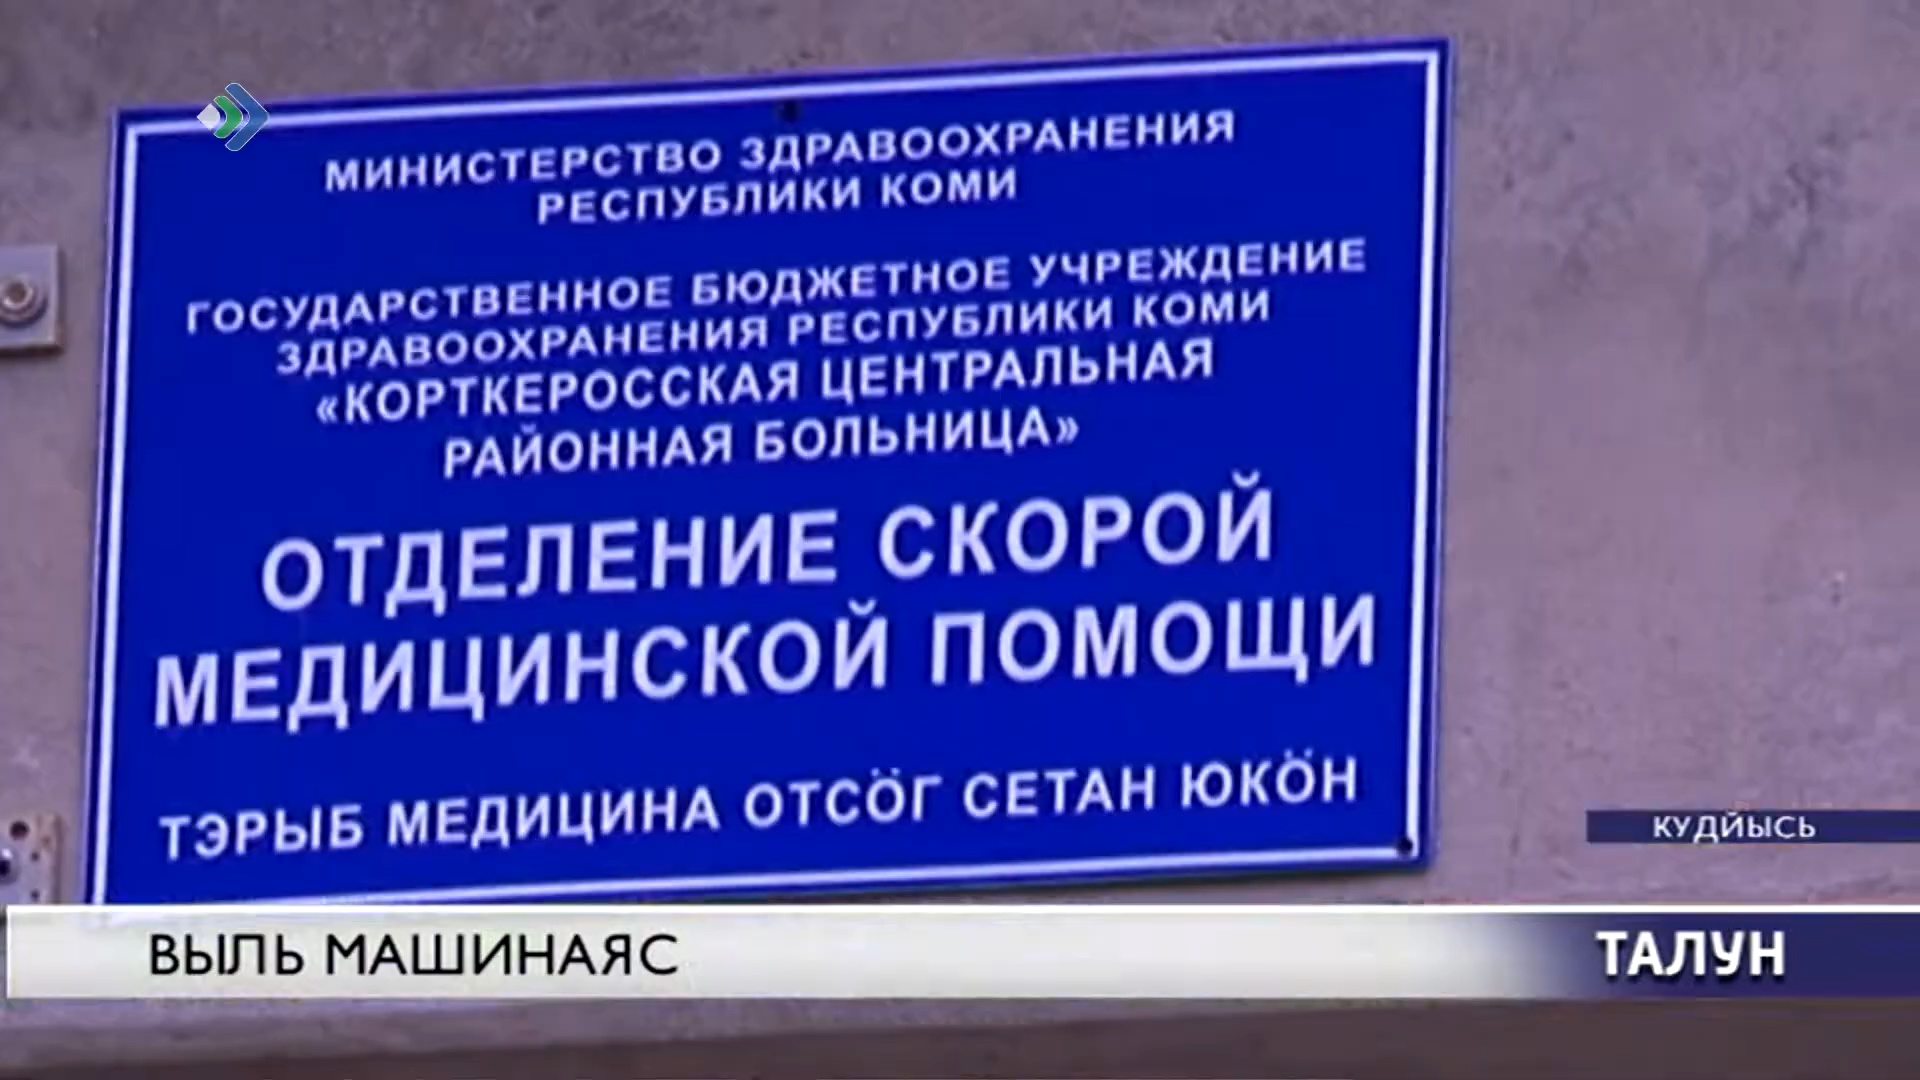 МИНИСТЕРСТВО ЗДРАВООХРАНЕНИЯ
РЕСПУБЛИКИ КОМИ
ГОСУДАРСТВЕННОЕ БЮДЖЕТНОЕ УЧРЕЖДЕНИЕ
ЗДРАВООХРАНЕНИЯ РЕСПУБЛИКИ КОМИ
«КОРТКЕРОССКАЯ ЦЕНТРАЛЬНАЯ
РАЙОННАЯ БОЛЬНИЦА»
ОТДЕЛЕНИЕ СКОРОЙ
МЕДИЦИНСКОЙ ПОМОЩИ
ТЭРЫБ МЕДИЦИНА ОТСӦГ СЕТАН ЮКӦН
КУДЙЫСЬ
ВЫЛЬ МАШИНАЯС
ТАЛУН